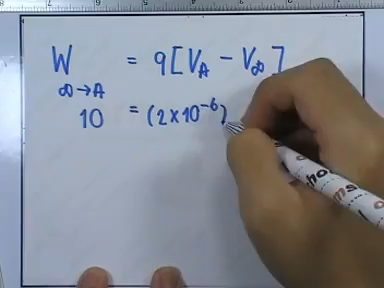 W = q[V_A - V_∞]
∞→A
10 = (2×10⁻⁶)